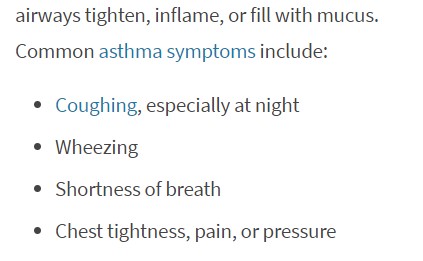 airways tighten, inflame, or fill with mucus.
Common asthma symptoms include:
• Coughing, especially at night
• Wheezing
• Shortness of breath
• Chest tightness, pain, or pressure